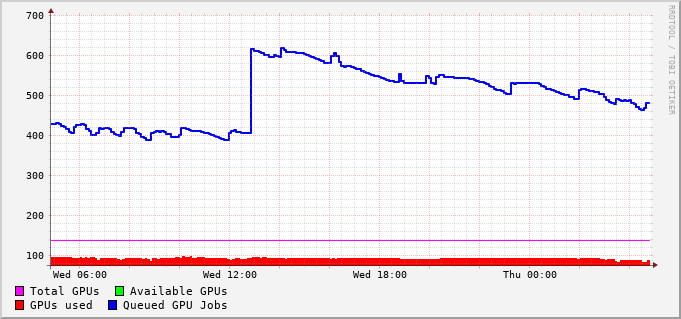 700
600
500
400
300
200
100
Wed 06:00 Wed 12:00 Wed 18:00 Thu 00:00
Total GPUs Available GPUs
GPUs used Queued GPU Jobs
RRDTOOL / TOBI OETIKER